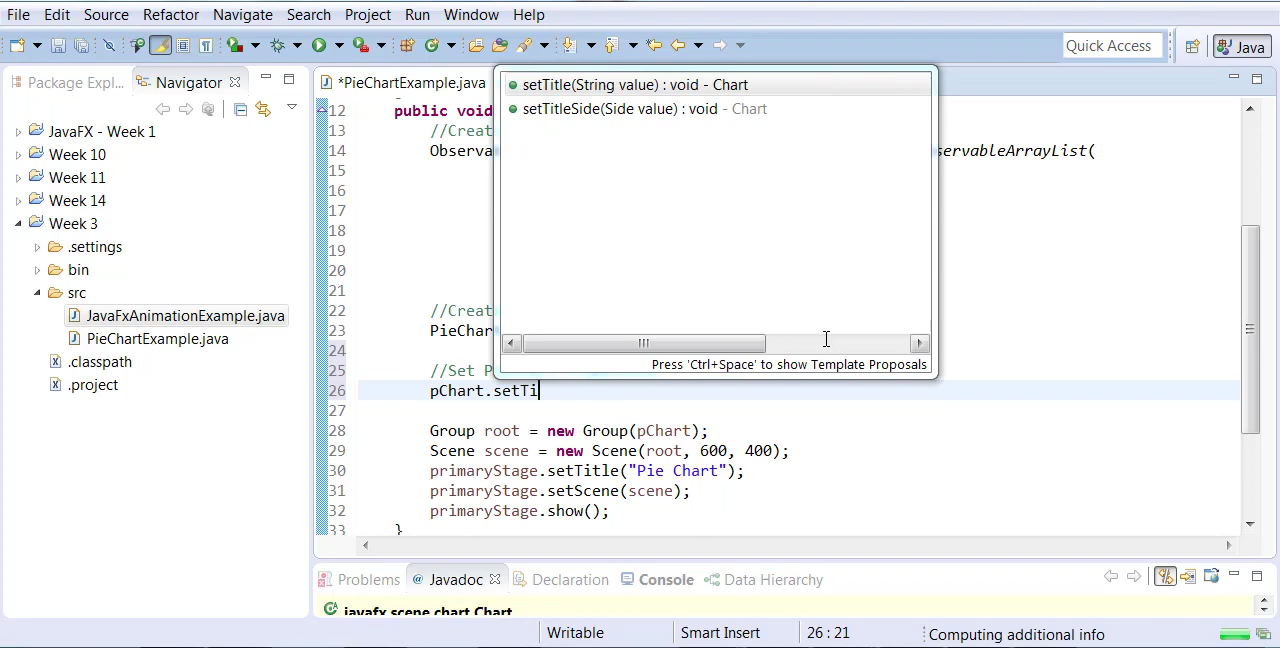 File Edit Source Refactor Navigate Search Project Run Window Help
Quick Access
Java
Package Expl...
Navigator
*PieChartExample.java
JavaFX - Week 1
Week 10
Week 11
Week 14
Week 3
.settings
bin
src
JavaFxAnimationExample.java
PieChartExample.java
.classpath
.project
setTitle(String value) : void - Chart
setTitleSide(Side value) : void - Chart
Press 'Ctrl+Space' to show Template Proposals
12 public void
13 //Creat
14 Observa servableArrayList(
15
16
17
18
19
20
21
22 //Creat
23 PieChar
24
25 //Set P
26 pChart.setTi
27
28 Group root = new Group(pChart);
29 Scene scene = new Scene(root, 600, 400);
30 primaryStage.setTitle("Pie Chart");
31 primaryStage.setScene(scene);
32 primaryStage.show();
33 }
Problems Javadoc Declaration Console Data Hierarchy
javafx scene chart Chart
Writable Smart Insert 26 : 21 Computing additional info